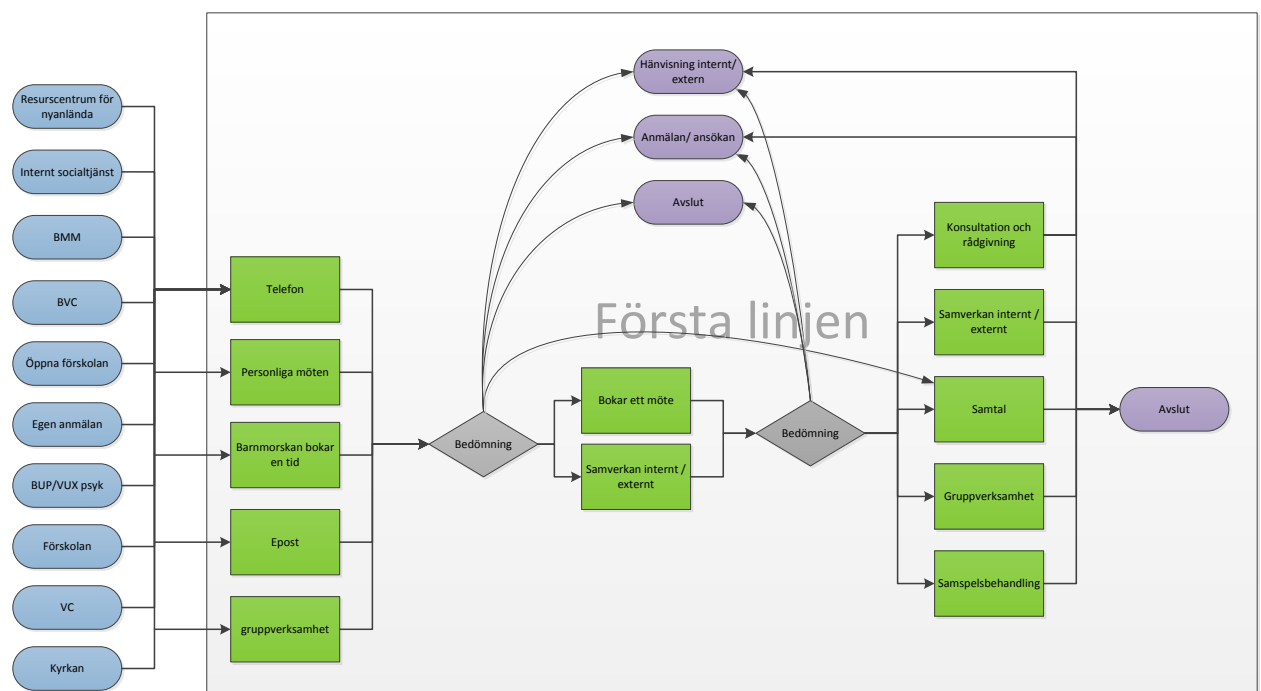 Resurscentrum för
nyanlända
Internt socialtjänst
BMM
BVC
Öppna förskolan
Egen anmälan
BUP/VUX psyk
Förskolan
VC
Kyrkan
Telefon
Personliga möten
Barnmorskan bokar
en tid
Epost
gruppverksamhet
Bedömning
Hänvisning internt/
extern
Anmälan/ ansökan
Avslut
Första linjen
Bokar ett möte
Samverkan internt /
externt
Bedömning
Konsultation och
rådgivning
Samverkan internt /
externt
Samtal
Gruppverksamhet
Samspelsbehandling
Avslut